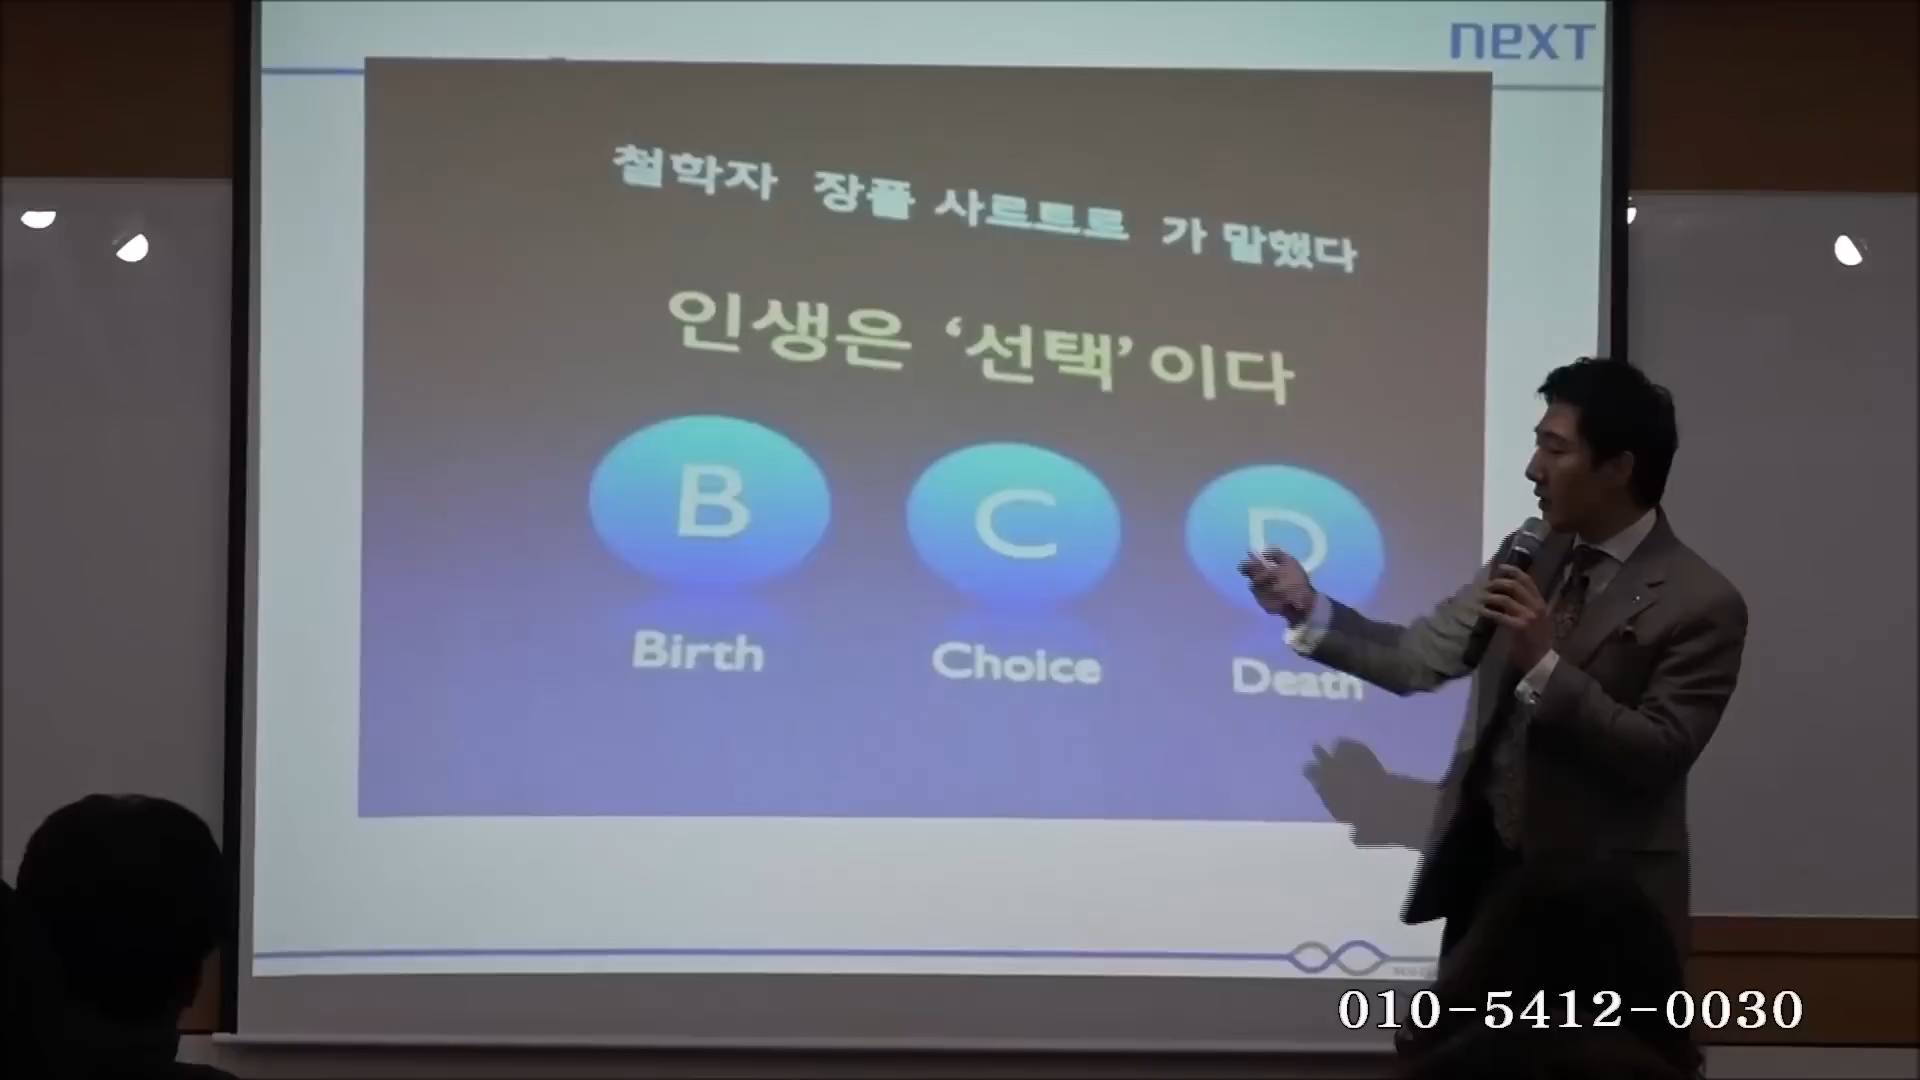 next
철학자 장폴 사르트르 가 말했다
인생은 ‘선택’ 이다
B C D
Birth Choice Death
010-5412-0030